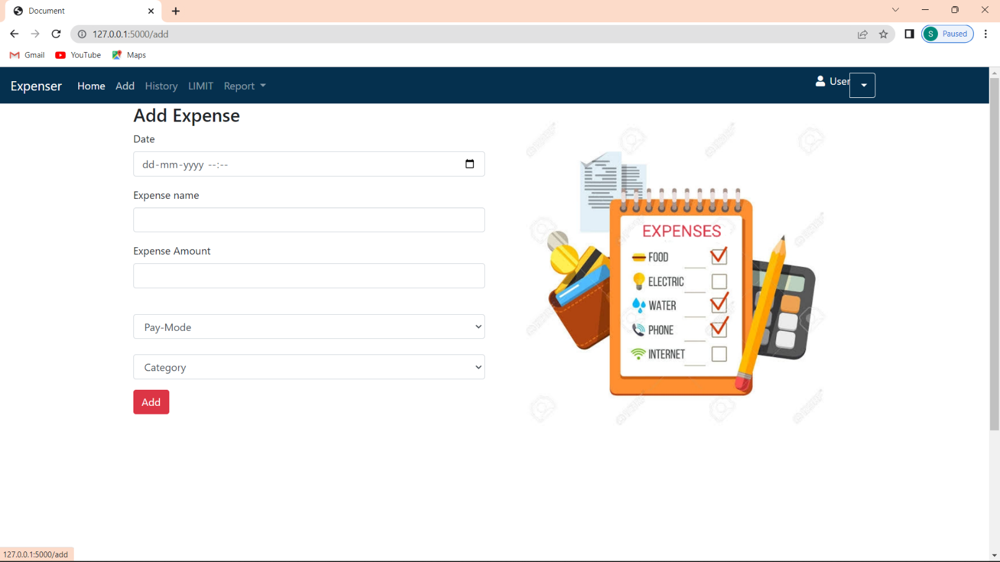 Document
127.0.0.1:5000/add
Gmail YouTube Maps
S Paused
Expenser Home Add History LIMIT Report
User
Add Expense
Date
dd-mm-yyyy --:--
Expense name
Expense Amount
Pay-Mode
Category
Add
EXPENSES
FOOD
ELECTRIC
WATER
PHONE
INTERNET
127.0.0.1:5000/add